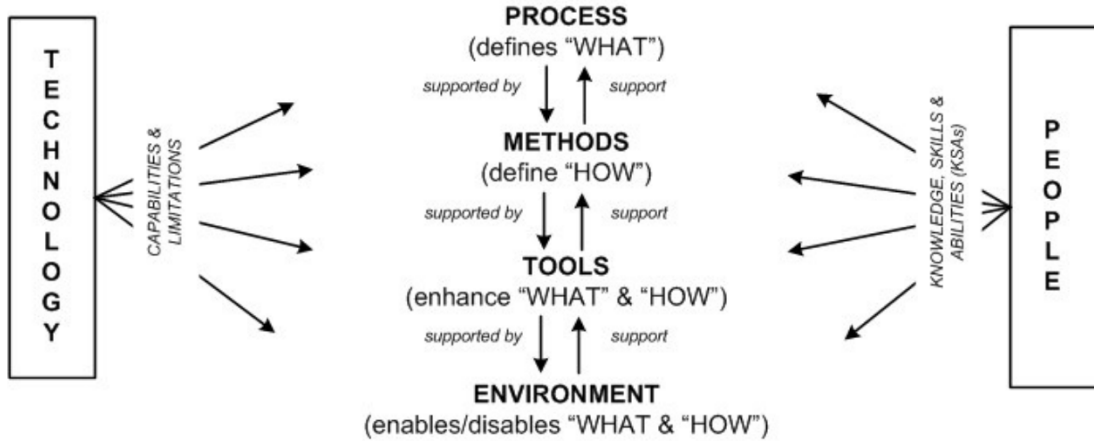 TECHNOLOGY
CAPABILITIES &
LIMITATIONS
PROCESS
(defines “WHAT”)
supported by support
METHODS
(define “HOW”)
supported by support
TOOLS
(enhance “WHAT” & “HOW”)
supported by support
ENVIRONMENT
(enables/disables “WHAT & “HOW”)
KNOWLEDGE, SKILLS &
ABILITIES (KSAs)
PEOPLE